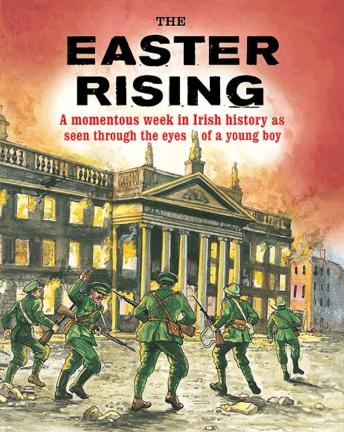 THE
EASTER
RISING
A momentous week in Irish history as
seen through the eyes of a young boy